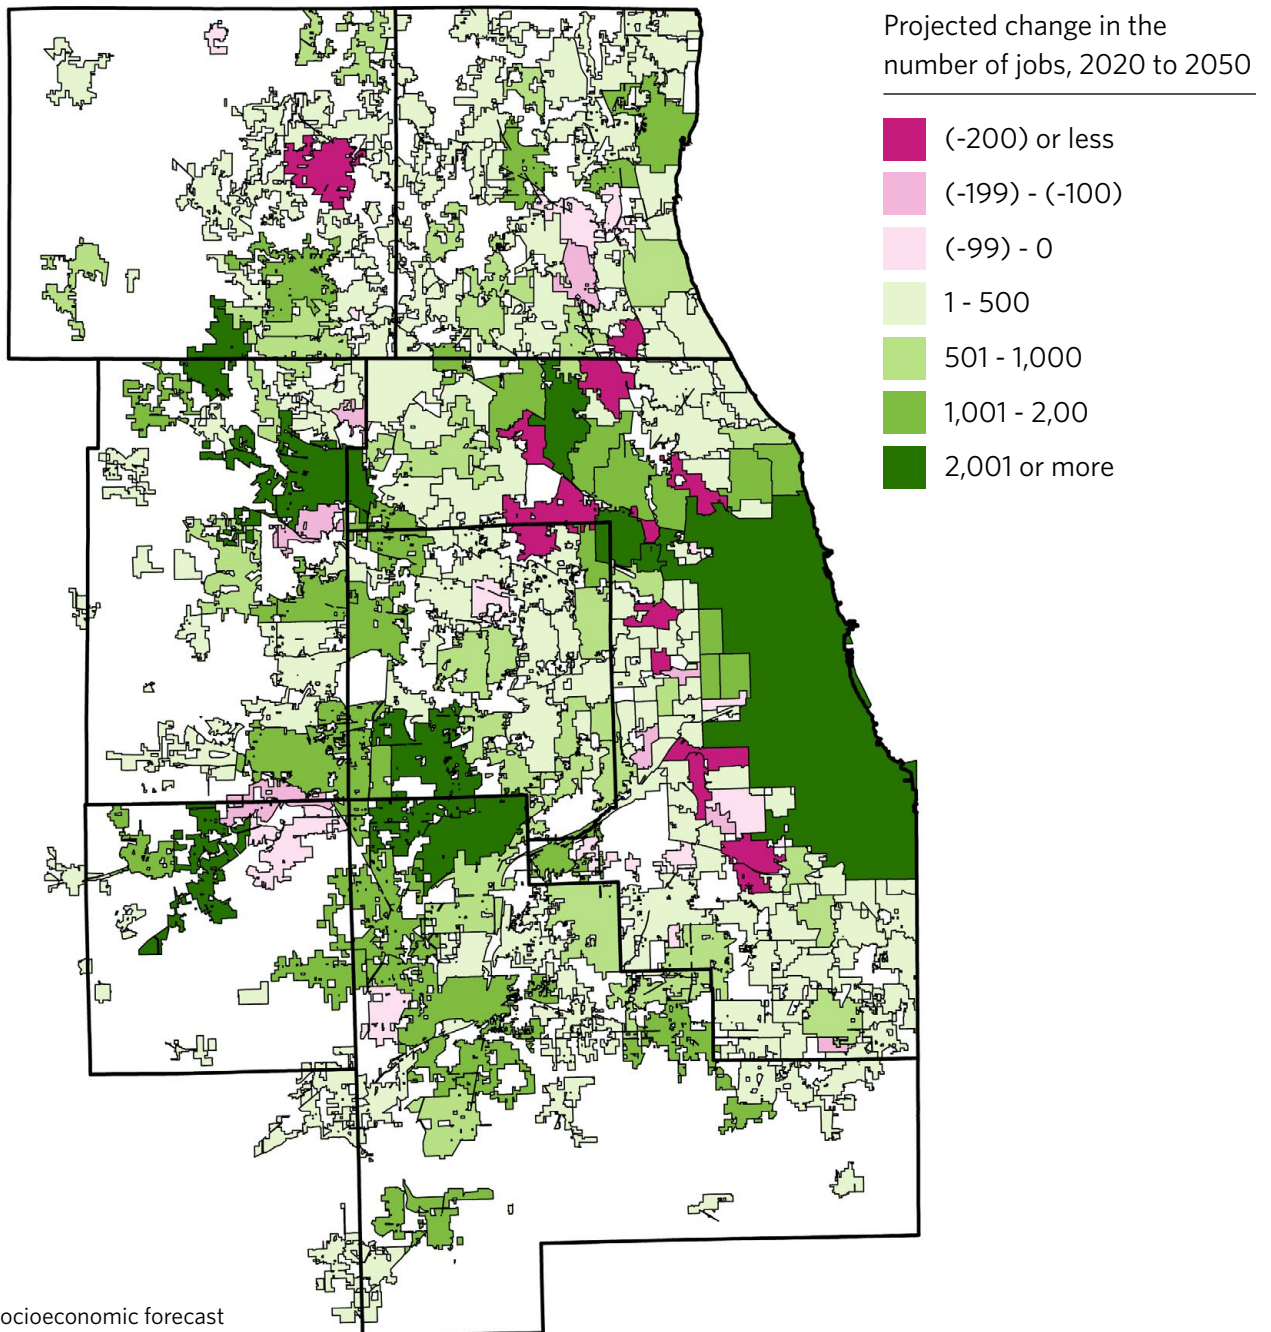 Projected change in the
number of jobs, 2020 to 2050
(-200) or less
(-199) - (-100)
(-99) - 0
1 - 500
501 - 1,000
1,001 - 2,00
2,001 or more
ocioeconomic forecast